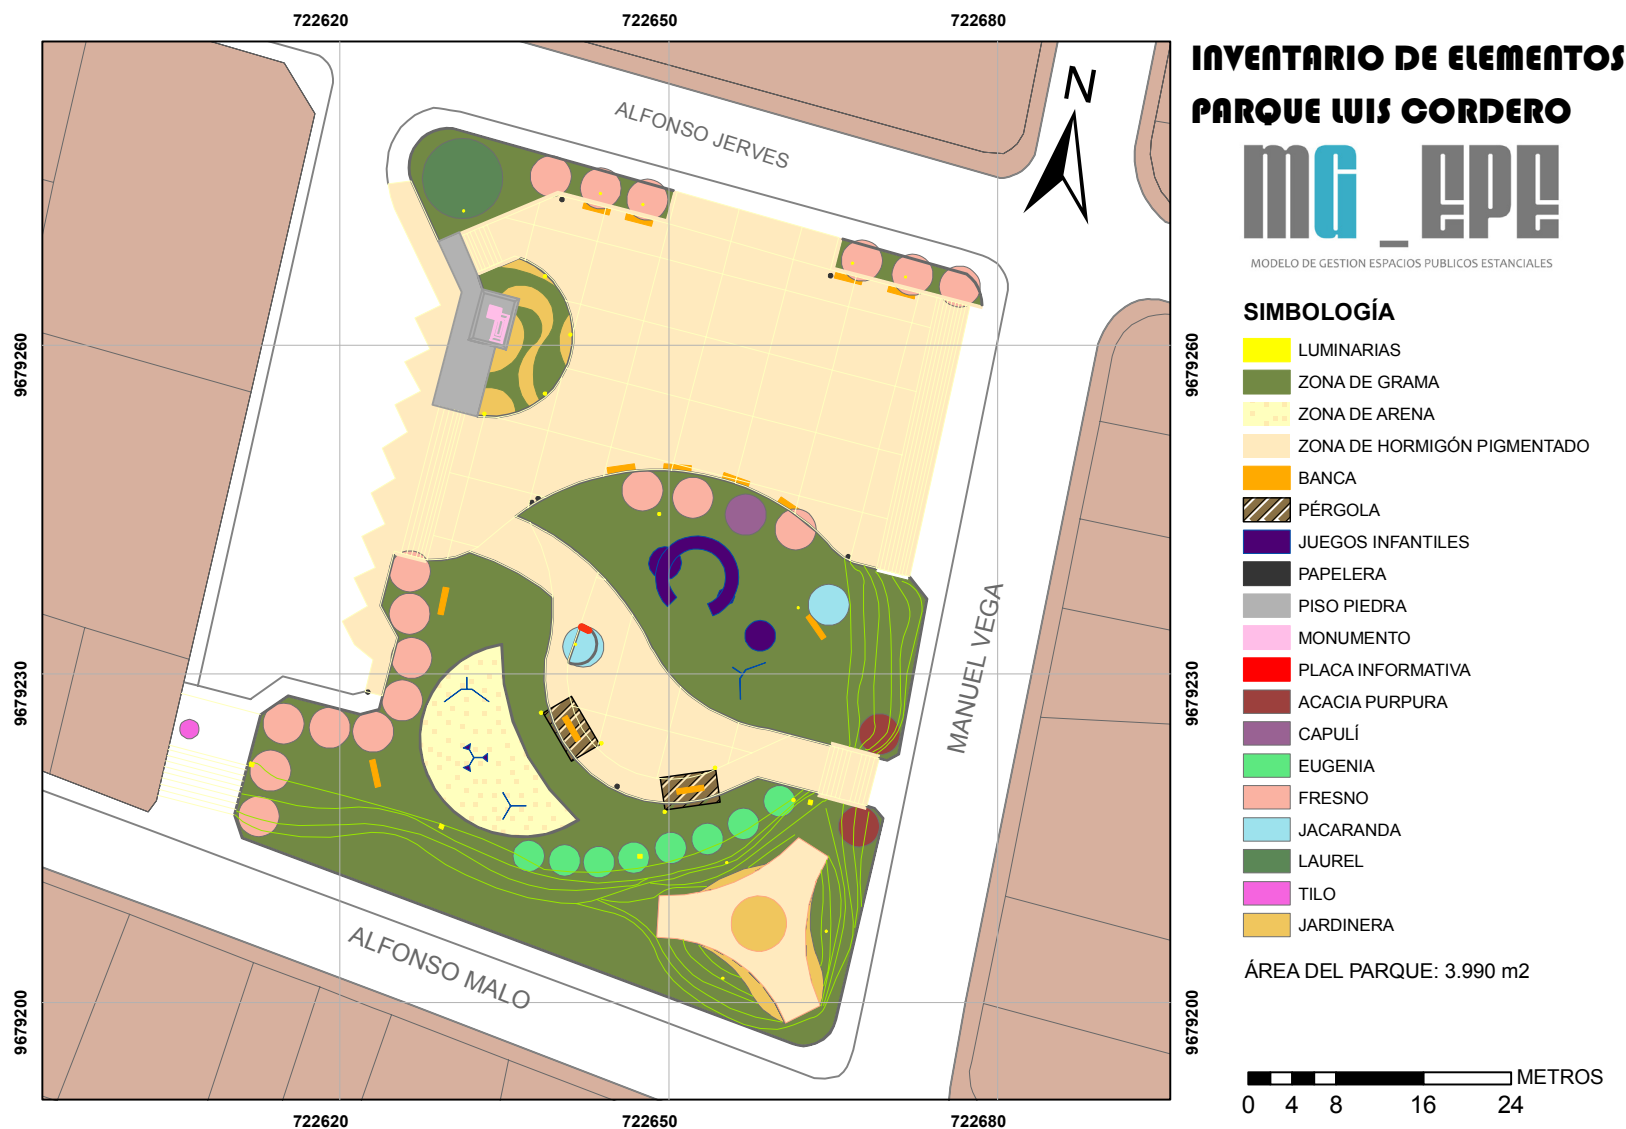 722620 722650 722680
INVENTARIO DE ELEMENTOS
PARQUE LUIS CORDERO
MG_EPE
MODELO DE GESTION ESPACIOS PUBLICOS ESTANCIALES
N
ALFONSO JERVES
MANUEL VEGA
ALFONSO MALO
9679260 9679260
9679230 9679230
9679200 9679200
SIMBOLOGÍA
LUMINARIAS
ZONA DE GRAMA
ZONA DE ARENA
ZONA DE HORMIGÓN PIGMENTADO
BANCA
PÉRGOLA
JUEGOS INFANTILES
PAPELERA
PISO PIEDRA
MONUMENTO
PLACA INFORMATIVA
ACACIA PURPURA
CAPULÍ
EUGENIA
FRESNO
JACARANDA
LAUREL
TILO
JARDINERA
ÁREA DEL PARQUE: 3.990 m2
METROS
0 4 8 16 24
722620 722650 722680